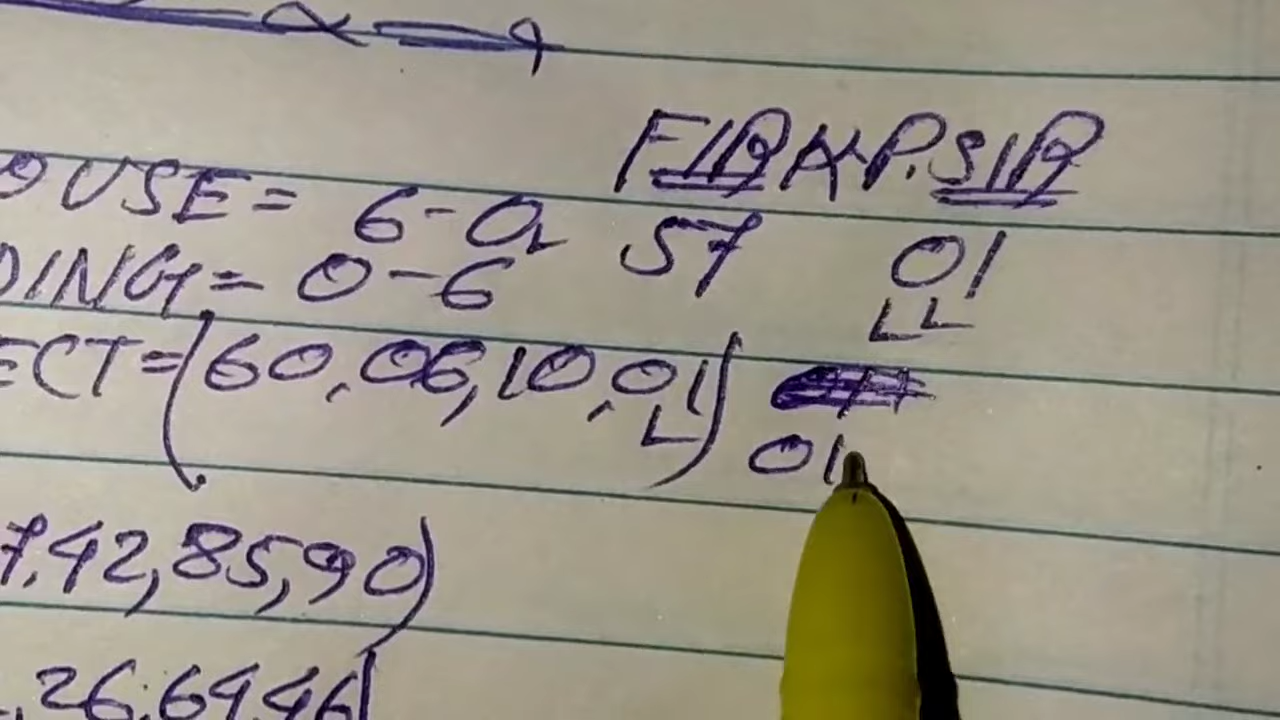 FIR K.P. SIR
OUSE = 6-0, 57 01
DING = 0-6
ECT = (60, 06, 10, 01) 01
7, 42, 85, 90)
, 26, 64, 46)